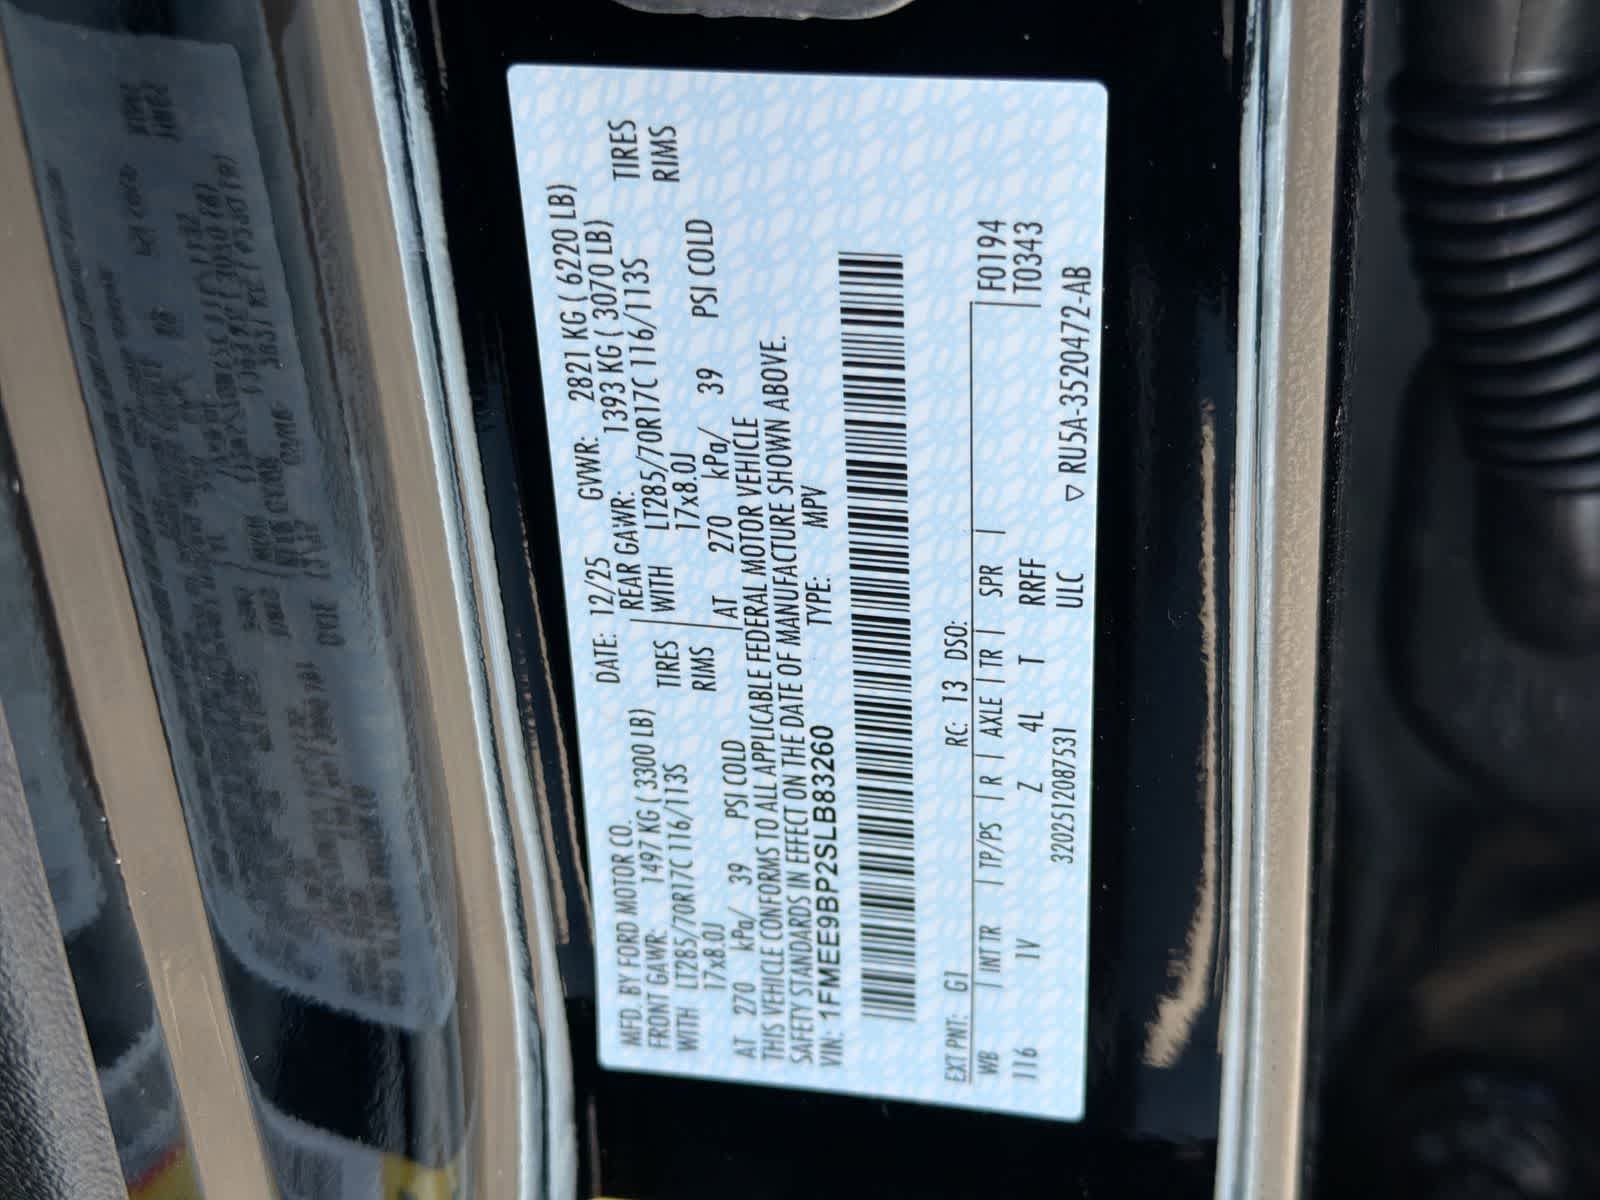 MFD. BY FORD MOTOR CO.
DATE: 12/25 GVWR: 2821 KG ( 6220 LB)
FRONT GAWR: 1497 KG ( 3300 LB) REAR GAWR: 1393 KG ( 3070 LB)
WITH LT285/70R17C 116/113S TIRES WITH LT285/70R17C 116/113S TIRES
17x8.0J RIMS 17x8.0J RIMS
AT 270 kPa/ 39 PSI COLD AT 270 kPa/ 39 PSI COLD
THIS VEHICLE CONFORMS TO ALL APPLICABLE FEDERAL MOTOR VEHICLE
SAFETY STANDARDS IN EFFECT ON THE DATE OF MANUFACTURE SHOWN ABOVE.
VIN: 1FMEE9BP2SLB83260 TYPE: MPV
EXT PNT: G1 RC: 13 DSO:
WB | INT TR | TP/PS | R | AXLE | TR | SPR | F0194
116 1V Z 4L T RRFF T0343
ULC
3202512087531 ▽ RU5A-3520472-AB